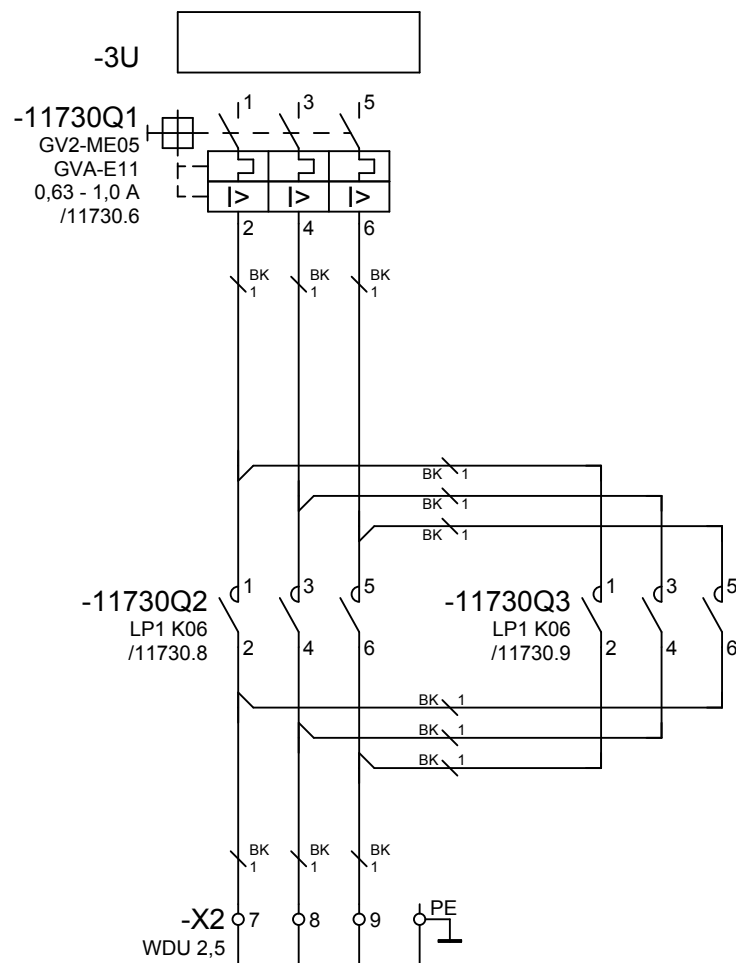 -3U
1 3 5
-11730Q1
GV2-ME05
GVA-E11
0,63 - 1,0 A
/11730.6
I> I> I>
2 4 6
BK BK BK
1 1 1
BK 1
BK 1
BK 1
1 3 5 1 3 5
-11730Q2 -11730Q3
LP1 K06 LP1 K06
/11730.8 /11730.9
2 4 6 2 4 6
BK 1
BK 1
BK 1
BK BK BK
1 1 1
-X2 7 8 9 PE
WDU 2,5